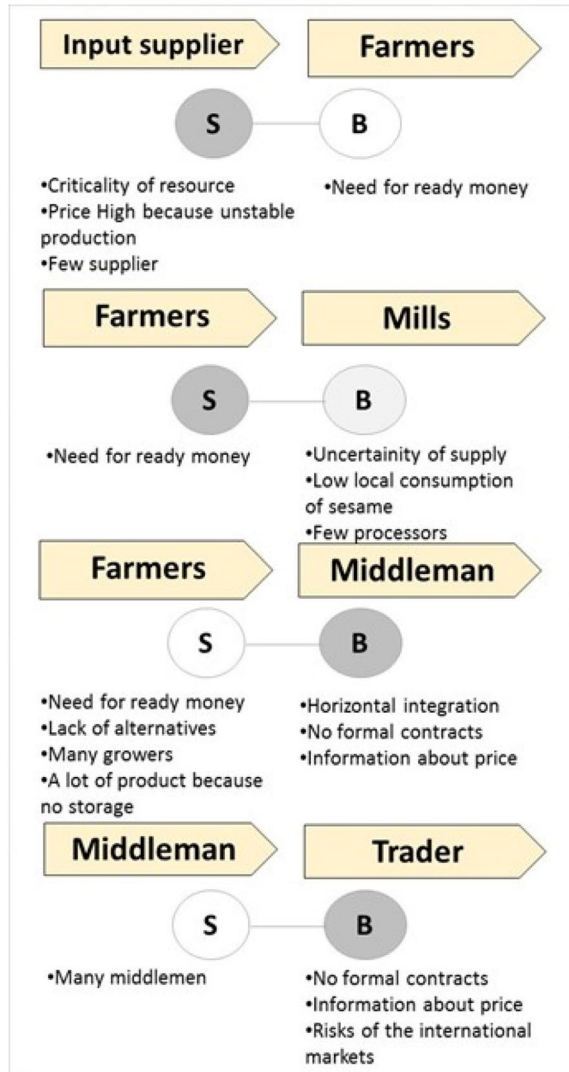 Input supplier
Farmers
S
B
•Criticality of resource
•Price High because unstable
production
•Few supplier
•Need for ready money
Farmers
Mills
S
B
•Need for ready money
•Uncertainity of supply
•Low local consumption
of sesame
•Few processors
Farmers
Middleman
S
B
•Need for ready money
•Lack of alternatives
•Many growers
•A lot of product because
no storage
•Horizontal integration
•No formal contracts
•Information about price
Middleman
Trader
S
B
•Many middlemen
•No formal contracts
•Information about price
•Risks of the international
markets